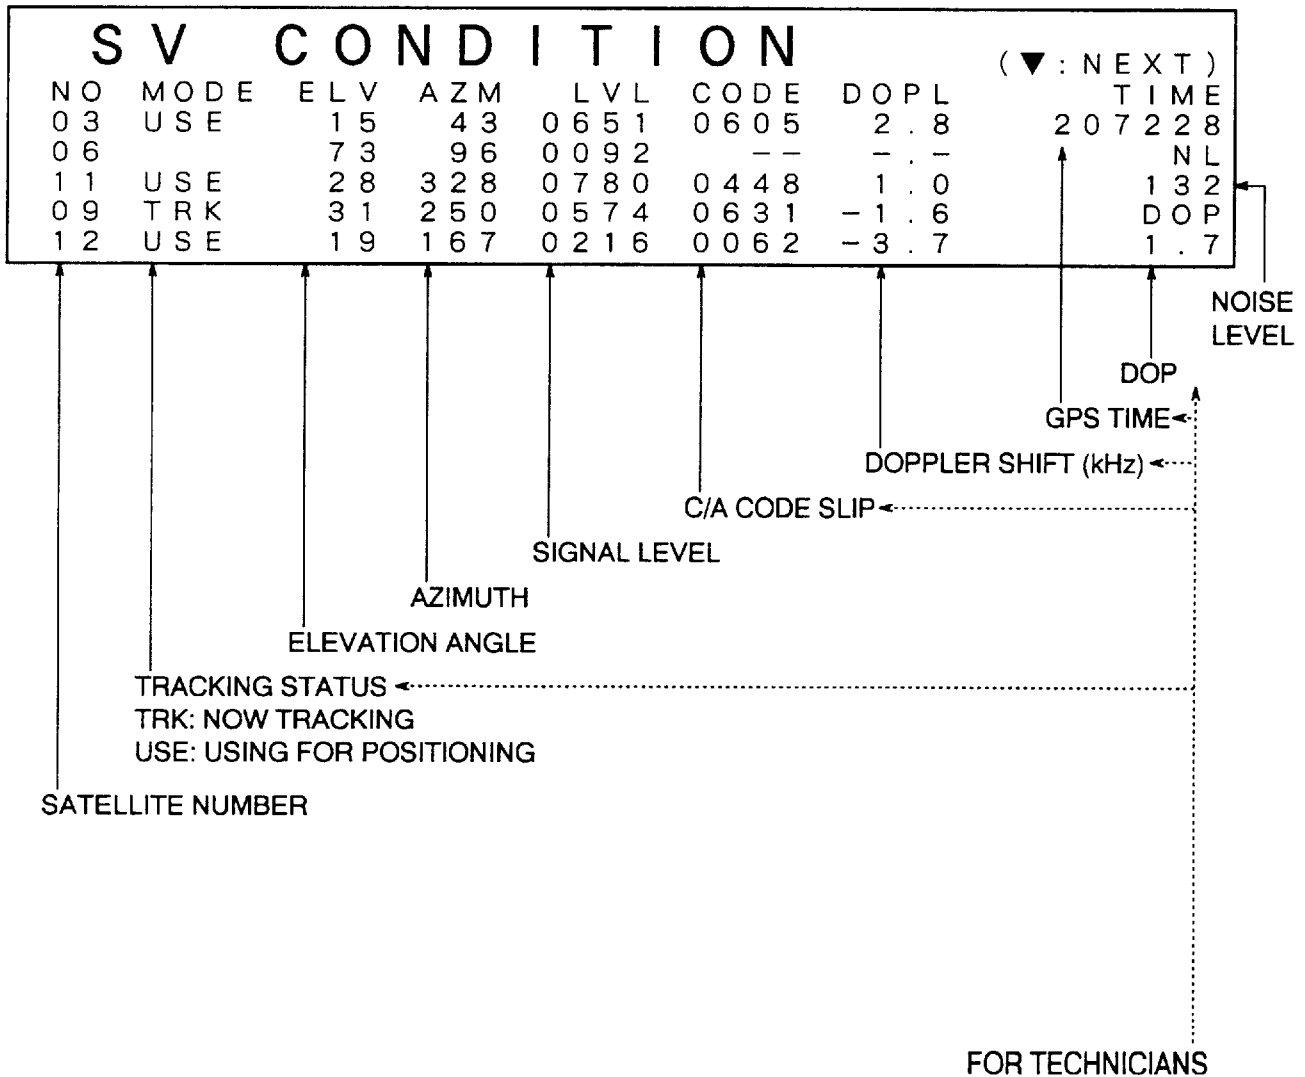 SV CONDITION
(▼:NEXT)
NO MODE ELV AZM LVL CODE DOPL TIME
03 USE 15 43 0651 0605 2.8 207228
06 73 96 0092 -- -.- NL
11 USE 28 328 0780 0448 1.0 132
09 TRK 31 250 0574 0631 -1.6 DOP
12 USE 19 167 0216 0062 -3.7 1.7
NOISE
LEVEL
DOP
GPS TIME
DOPPLER SHIFT (kHz)
C/A CODE SLIP
SIGNAL LEVEL
AZIMUTH
ELEVATION ANGLE
TRACKING STATUS
TRK: NOW TRACKING
USE: USING FOR POSITIONING
SATELLITE NUMBER
FOR TECHNICIANS